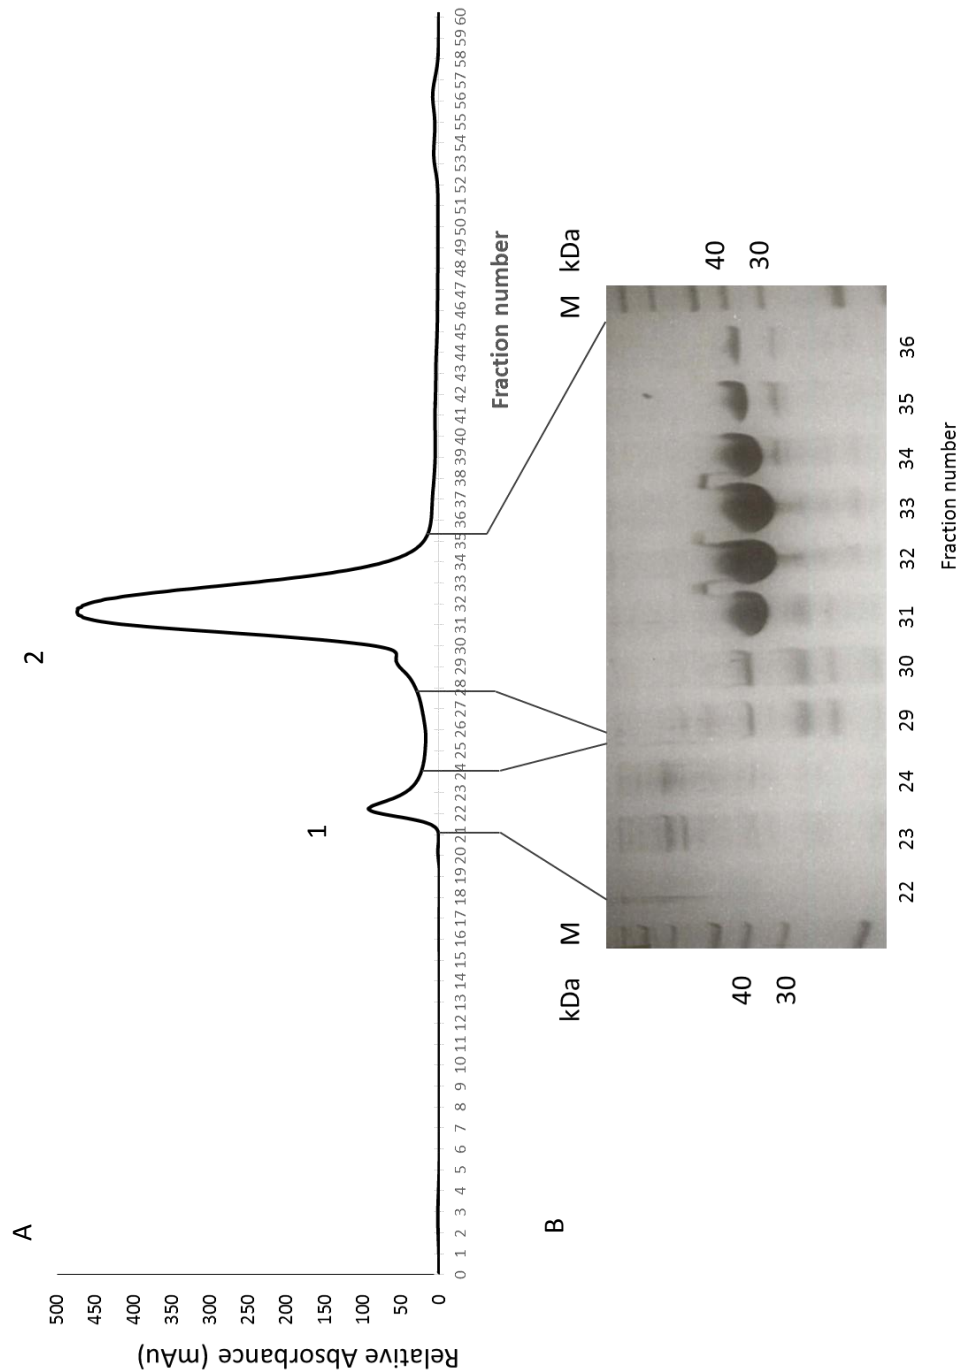 A
2
1
500
450
400
350
300
250
200
150
100
50
0
Relative Absorbance (mAu)
0 1 2 3 4 5 6 7 8 9 10 11 12 13 14 15 16 17 18 19 20 21 22 23 24 25 26 27 28 29 30 31 32 33 34 35 36 37 38 39 40 41 42 43 44 45 46 47 48 49 50 51 52 53 54 55 56 57 58 59 60
Fraction number
B
kDa M M kDa
40 40
30 30
22 23 24 29 30 31 32 33 34 35 36
Fraction number